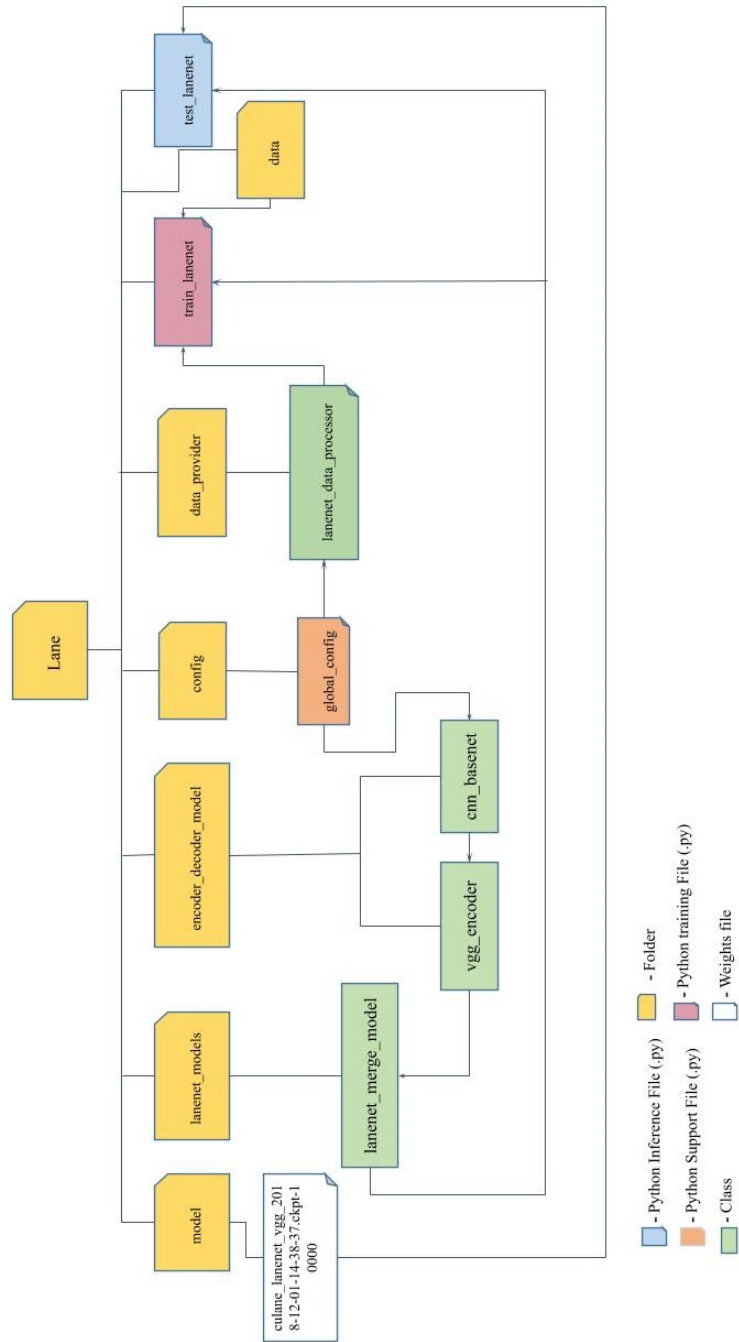 Lane
model
lanenet_models
encoder_decoder_model
config
data_provider
train_lanenet
test_lanenet
data
culane_lanenet_vgg_201
8-12-01-14-38-37.ckpt-1
0000
lanenet_merge_model
vgg_encoder
cnn_basenet
global_config
lanenet_data_processor
- Python Inference File (.py)
- Folder
- Python Support File (.py)
- Python training File (.py)
- Class
- Weights file